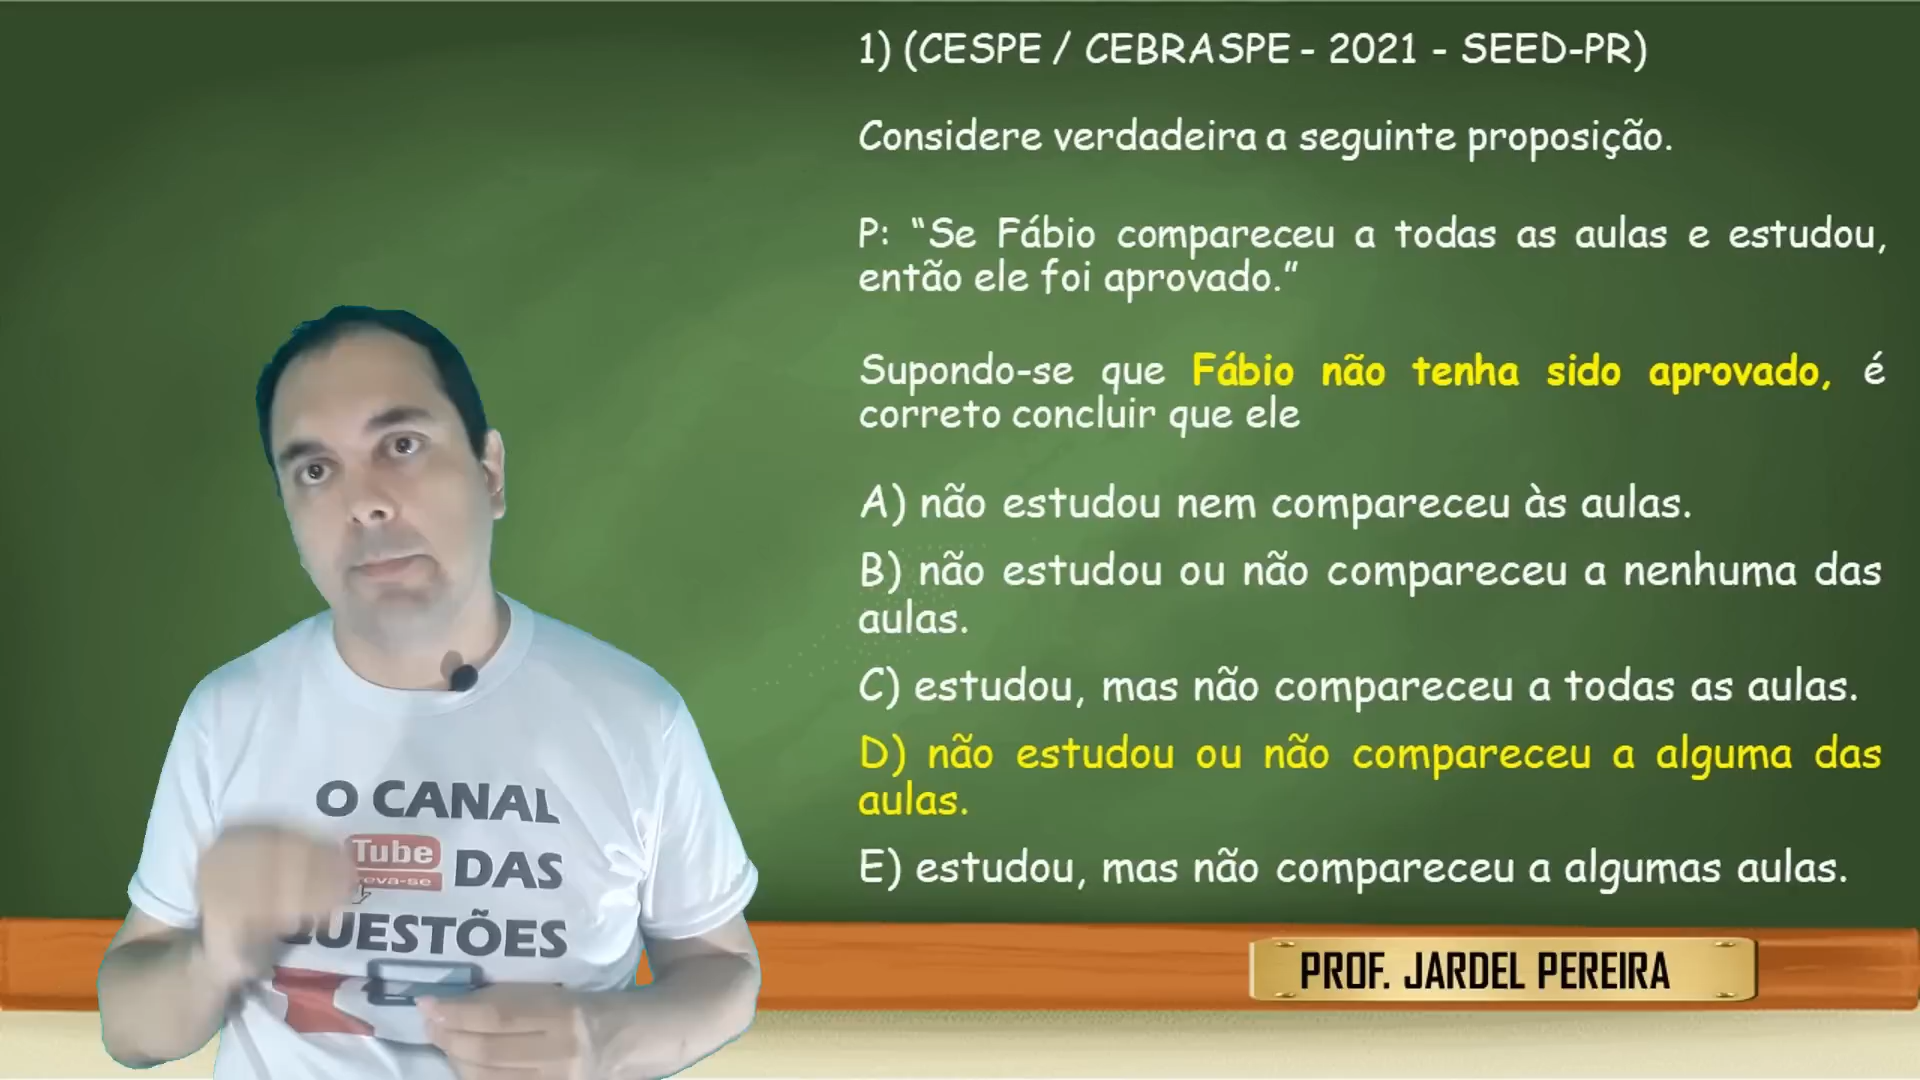 1) (CESPE / CEBRASPE - 2021 - SEED-PR)
Considere verdadeira a seguinte proposição.
P: “Se Fábio compareceu a todas as aulas e estudou,
então ele foi aprovado.”
Supondo-se que Fábio não tenha sido aprovado, é
correto concluir que ele
A) não estudou nem compareceu às aulas.
B) não estudou ou não compareceu a nenhuma das
aulas.
C) estudou, mas não compareceu a todas as aulas.
D) não estudou ou não compareceu a alguma das
aulas.
E) estudou, mas não compareceu a algumas aulas.
PROF. JARDEL PEREIRA
O CANAL
Tube
DAS
QUESTÕES